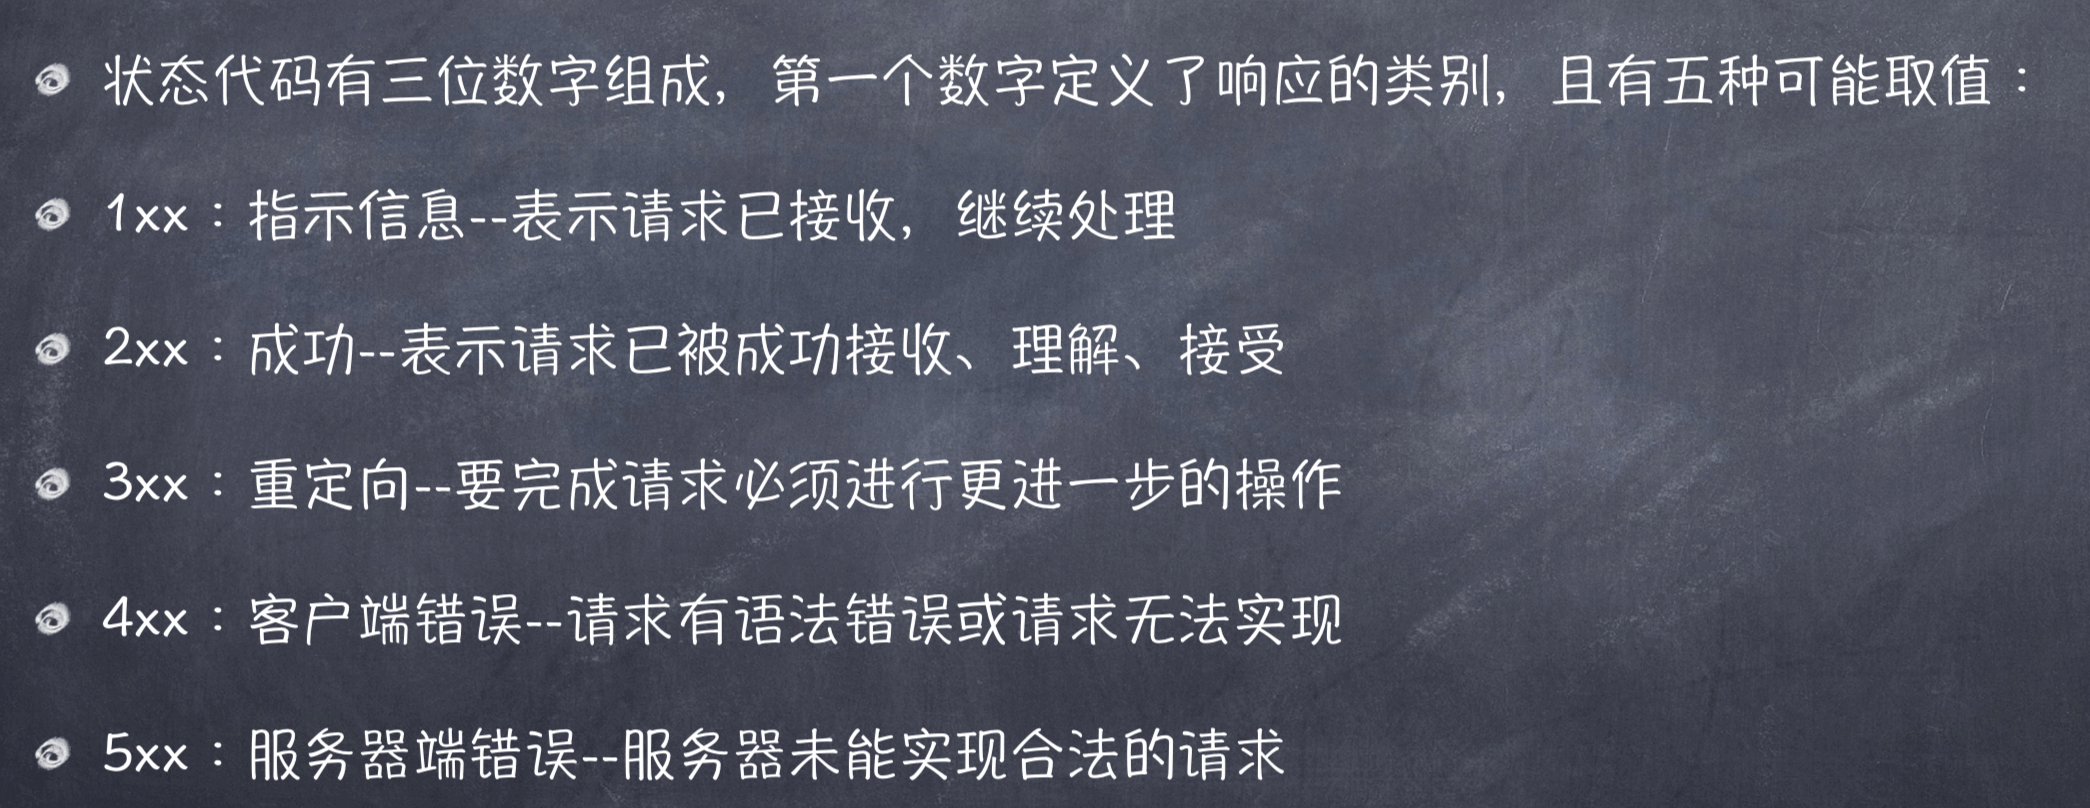 状态代码有三位数字组成，第一个数字定义了响应的类别，且有五种可能取值：
1xx：指示信息--表示请求已接收，继续处理
2xx：成功--表示请求已被成功接收、理解、接受
3xx：重定向--要完成请求必须进行更进一步的操作
4xx：客户端错误--请求有语法错误或请求无法实现
5xx：服务器端错误--服务器未能实现合法的请求